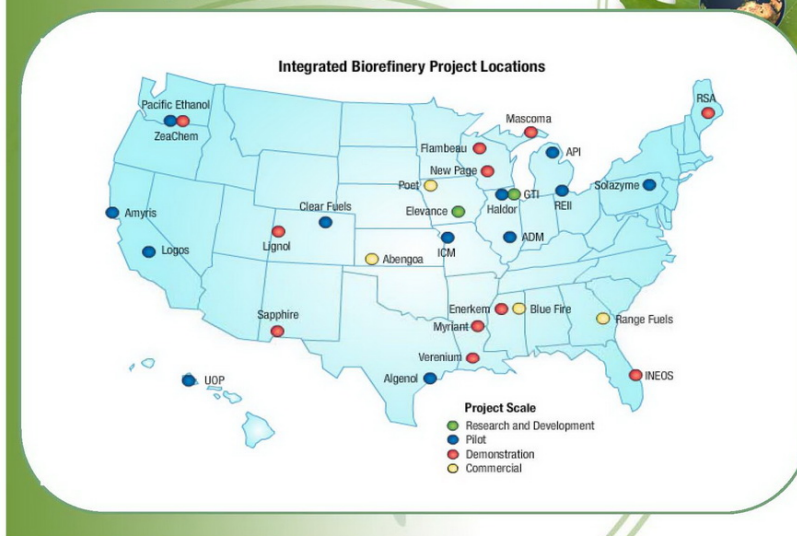 Integrated Biorefinery Project Locations
Pacific Ethanol
ZeaChem
RSA
Mascoma
Flambeau
API
New Page
Poet
GTI
Solazyme
Clear Fuels
Elevance
Haldor
REII
Amyris
Lignol
ICM
ADM
Logos
Abengoa
Sapphire
Enerkem
Blue Fire
Range Fuels
Myriant
Verenium
UOP
Algenol
INEOS
Project Scale
Research and Development
Pilot
Demonstration
Commercial